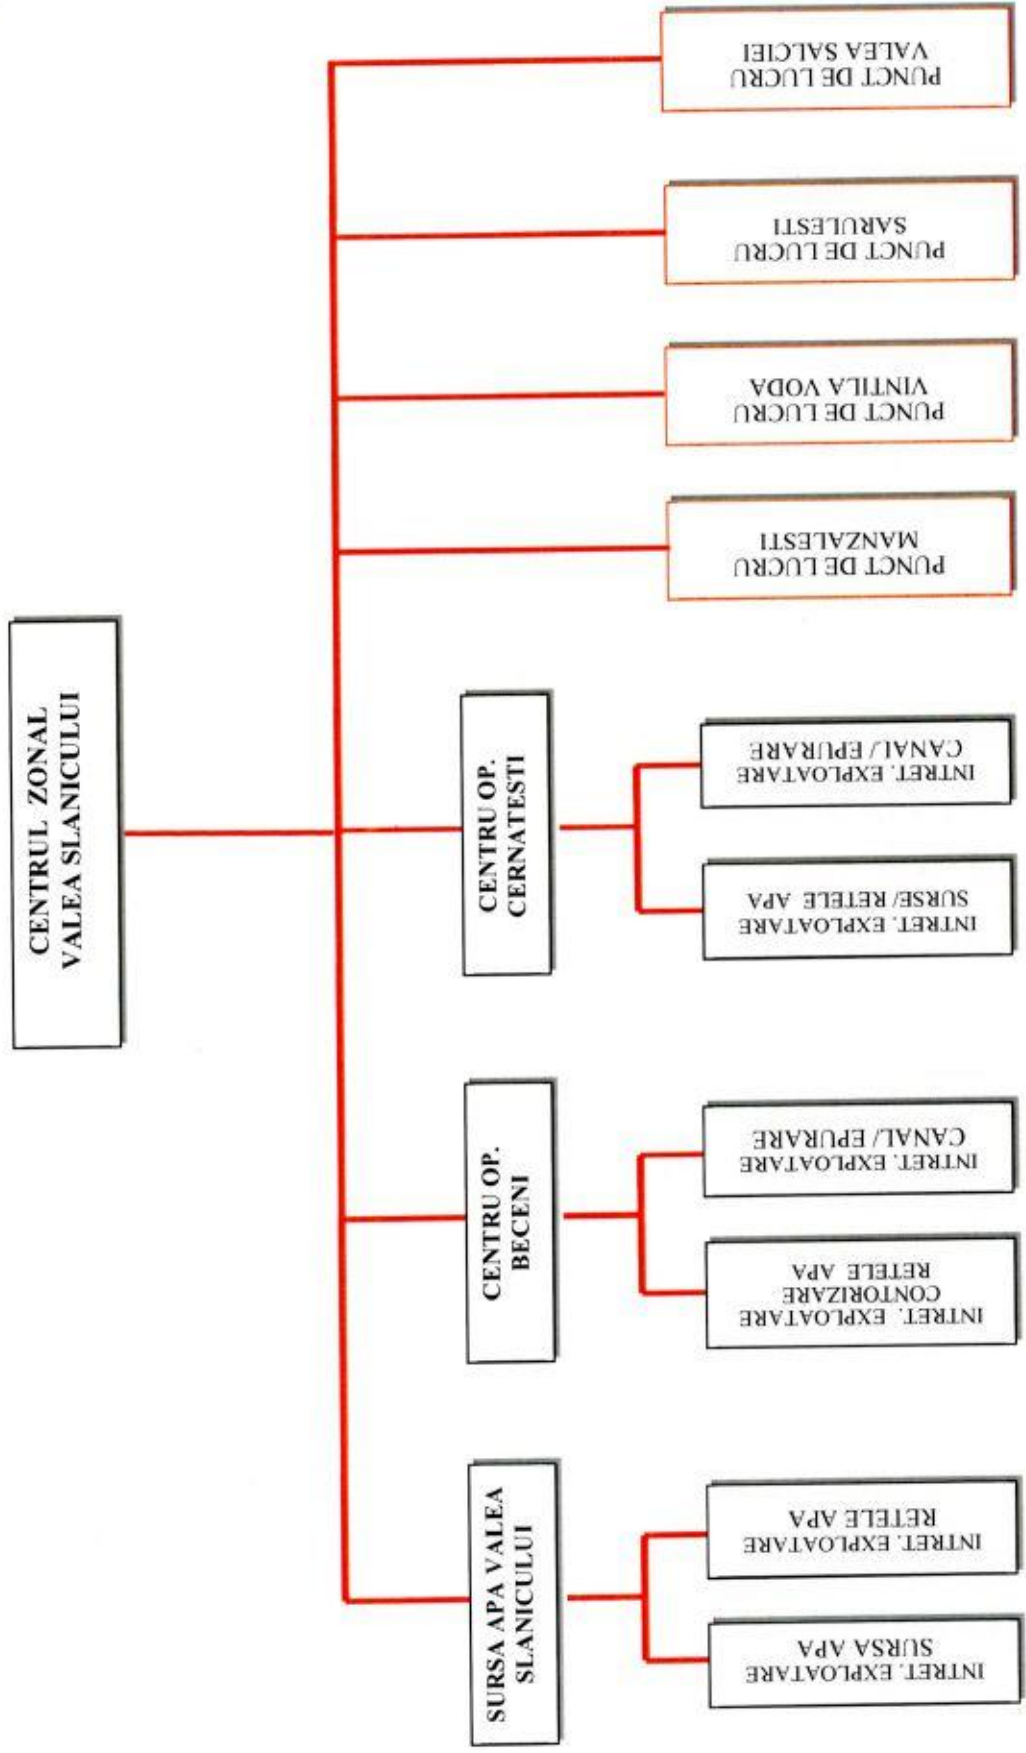 CENTRUL ZONAL
VALEA SLANICULUI
SURSA APA VALEA
SLANICULUI
CENTRU OP.
BECENI
CENTRU OP.
CERNATESTI
INTRET. EXPLOATARE
SURSA APA
INTRET. EXPLOATARE
RETELE APA
INTRET. EXPLOATARE
CONTORIZARE
RETELE APA
INTRET. EXPLOATARE
CANAL/ EPURARE
INTRET. EXPLOATARE
SURSE/ RETELE APA
INTRET. EXPLOATARE
CANAL/ EPURARE
PUNCT DE LUCRU
MANZALESTI
PUNCT DE LUCRU
VINTILA VODA
PUNCT DE LUCRU
SARULESTI
PUNCT DE LUCRU
VALEA SALCIEI